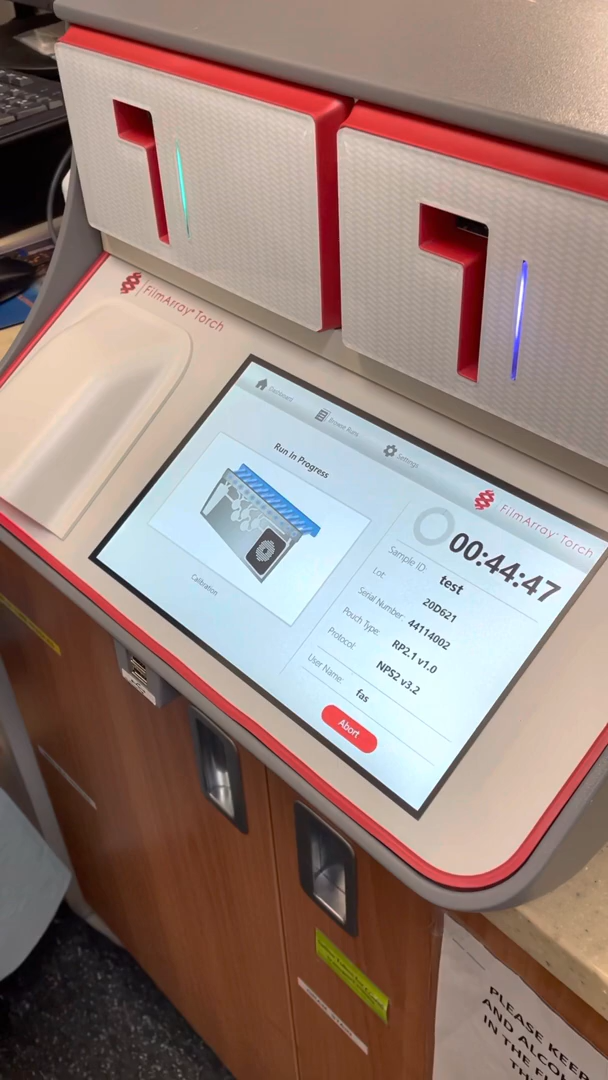 FilmArray® Torch
Dashboard
Browse Runs
Settings
Run In Progress
FilmArray® Torch
00:44:47
Sample ID:
test
Lot:
20D621
Serial Number:
44114002
Pouch Type:
RP2.1 v1.0
Protocol:
NPS2 v3.2
User Name:
fas
Calibration
Abort
PLEASE KEEP
AND ALCOHO
IN THE F
TH